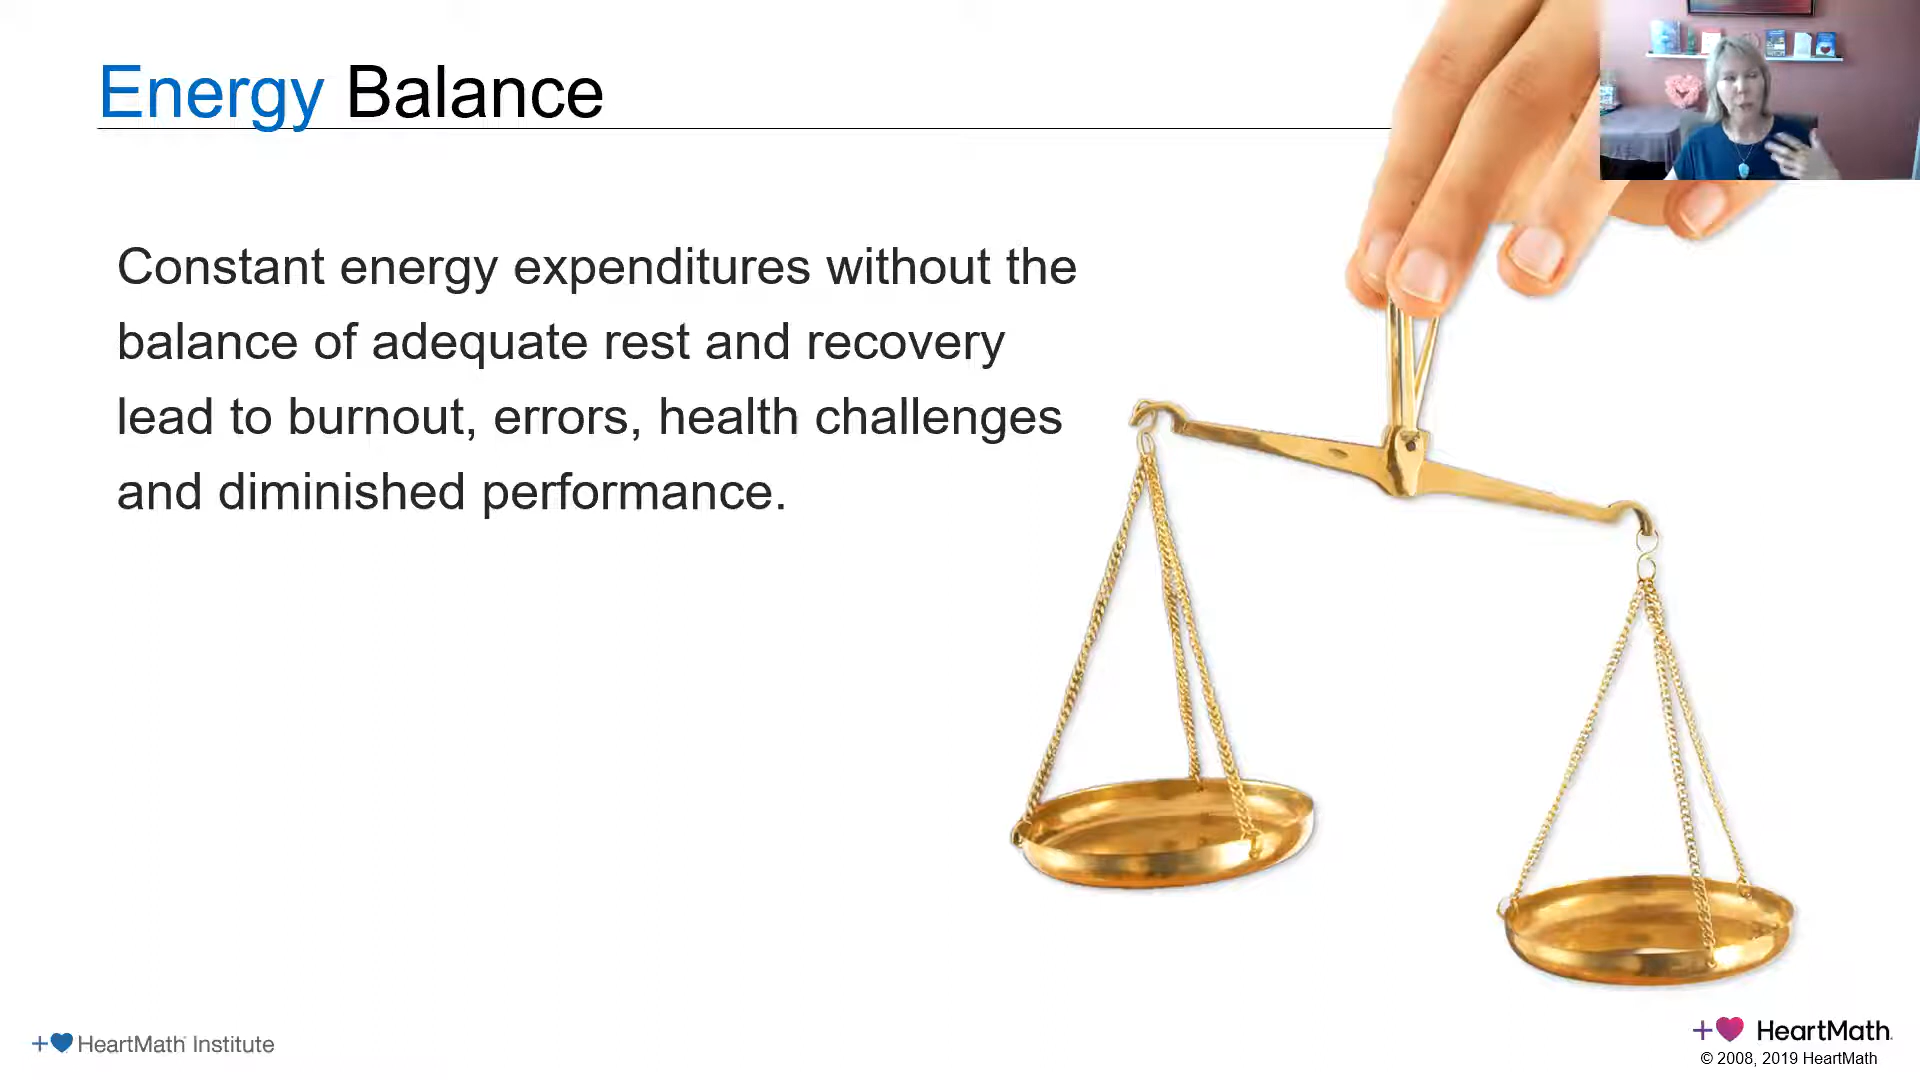 Energy Balance
Constant energy expenditures without the
balance of adequate rest and recovery
lead to burnout, errors, health challenges
and diminished performance.
HeartMath Institute
HeartMath
© 2008, 2019 HeartMath